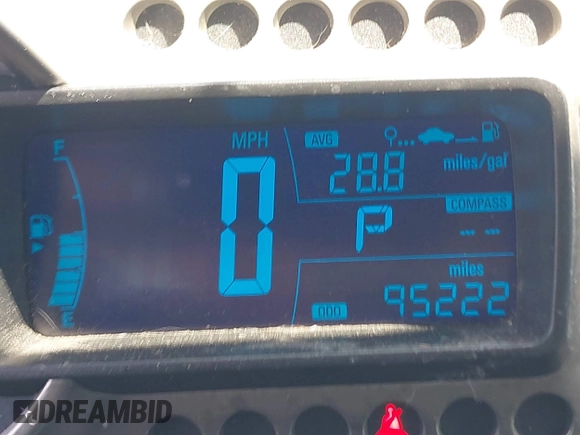 F
MPH
AVG
28.8
miles/gal
0
P
COMPASS
-- --
miles
E
ODO
95222
DREAMBID